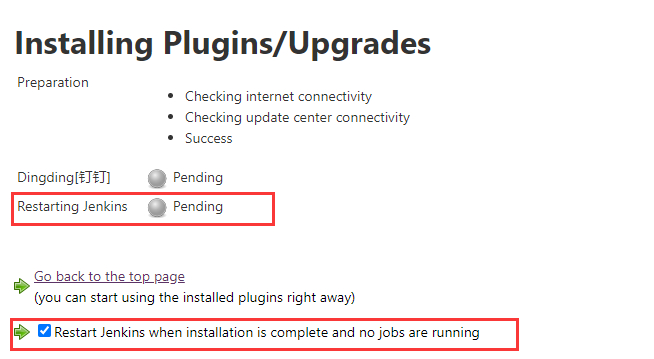 Installing Plugins/Upgrades
Preparation
Checking internet connectivity
Checking update center connectivity
Success
Dingding[钉钉] Pending
Restarting Jenkins Pending
Go back to the top page
(you can start using the installed plugins right away)
Restart Jenkins when installation is complete and no jobs are running